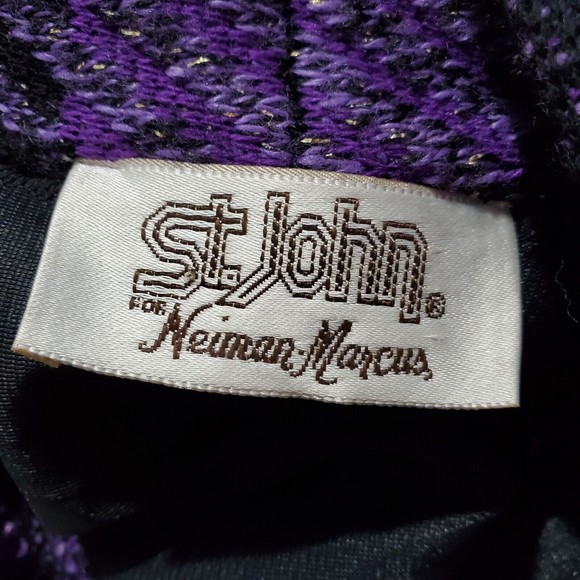 St. John®
FOR
Neiman-Marcus